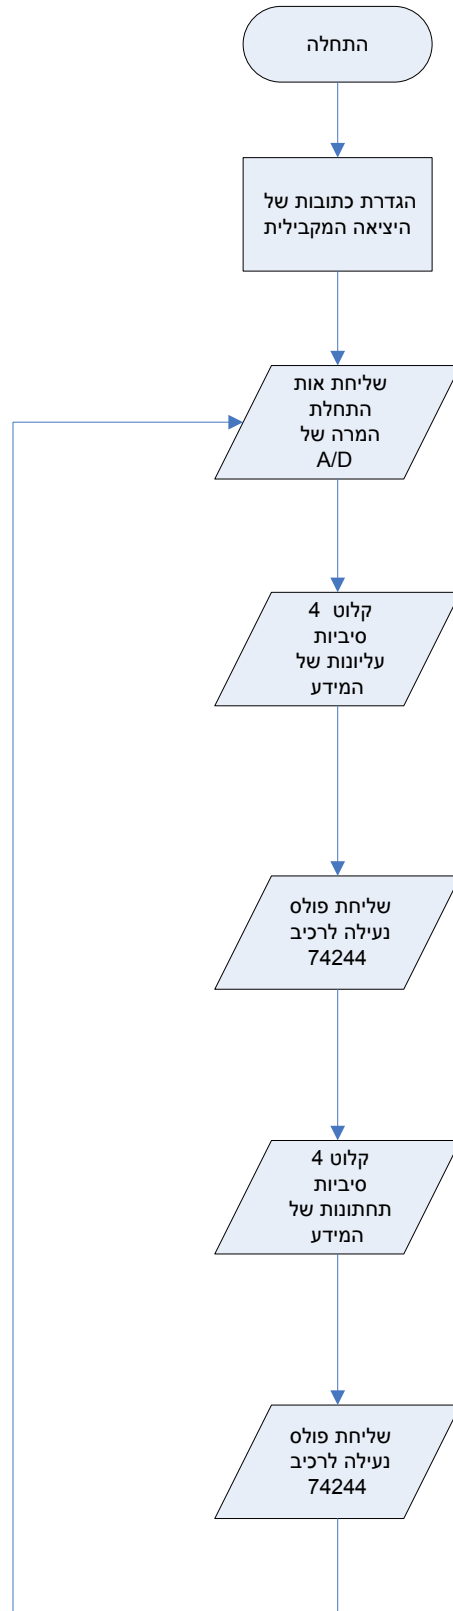 התחלה
הגדרת כתובות של
היציאה המקבילית
שליחת אות
התחלת
המרה של
A/D
קלוט 4
סיביות
עליונות של
המידע
שליחת פולס
נעילה לרכיב
74244
קלוט 4
סיביות
תחתונות של
המידע
שליחת פולס
נעילה לרכיב
74244